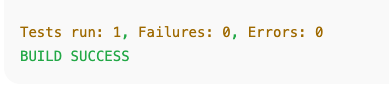 Tests run: 1, Failures: 0, Errors: 0
BUILD SUCCESS